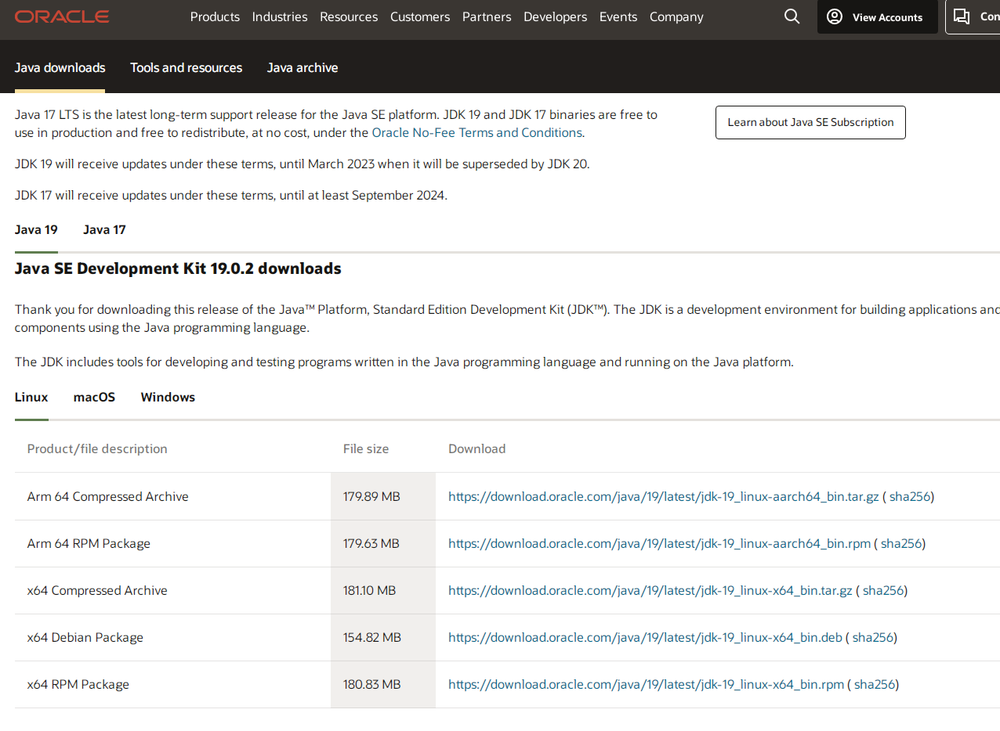 ORACLE Products Industries Resources Customers Partners Developers Events Company View Accounts Con
Java downloads Tools and resources Java archive
Java 17 LTS is the latest long-term support release for the Java SE platform. JDK 19 and JDK 17 binaries are free to
use in production and free to redistribute, at no cost, under the Oracle No-Fee Terms and Conditions.
Learn about Java SE Subscription
JDK 19 will receive updates under these terms, until March 2023 when it will be superseded by JDK 20.
JDK 17 will receive updates under these terms, until at least September 2024.
Java 19 Java 17
Java SE Development Kit 19.0.2 downloads
Thank you for downloading this release of the Java™ Platform, Standard Edition Development Kit (JDK™). The JDK is a development environment for building applications and
components using the Java programming language.
The JDK includes tools for developing and testing programs written in the Java programming language and running on the Java platform.
Linux macOS Windows
Product/file description File size Download
Arm 64 Compressed Archive 179.89 MB https://download.oracle.com/java/19/latest/jdk-19_linux-aarch64_bin.tar.gz ( sha256)
Arm 64 RPM Package 179.63 MB https://download.oracle.com/java/19/latest/jdk-19_linux-aarch64_bin.rpm ( sha256)
x64 Compressed Archive 181.10 MB https://download.oracle.com/java/19/latest/jdk-19_linux-x64_bin.tar.gz ( sha256)
x64 Debian Package 154.82 MB https://download.oracle.com/java/19/latest/jdk-19_linux-x64_bin.deb ( sha256)
x64 RPM Package 180.83 MB https://download.oracle.com/java/19/latest/jdk-19_linux-x64_bin.rpm ( sha256)